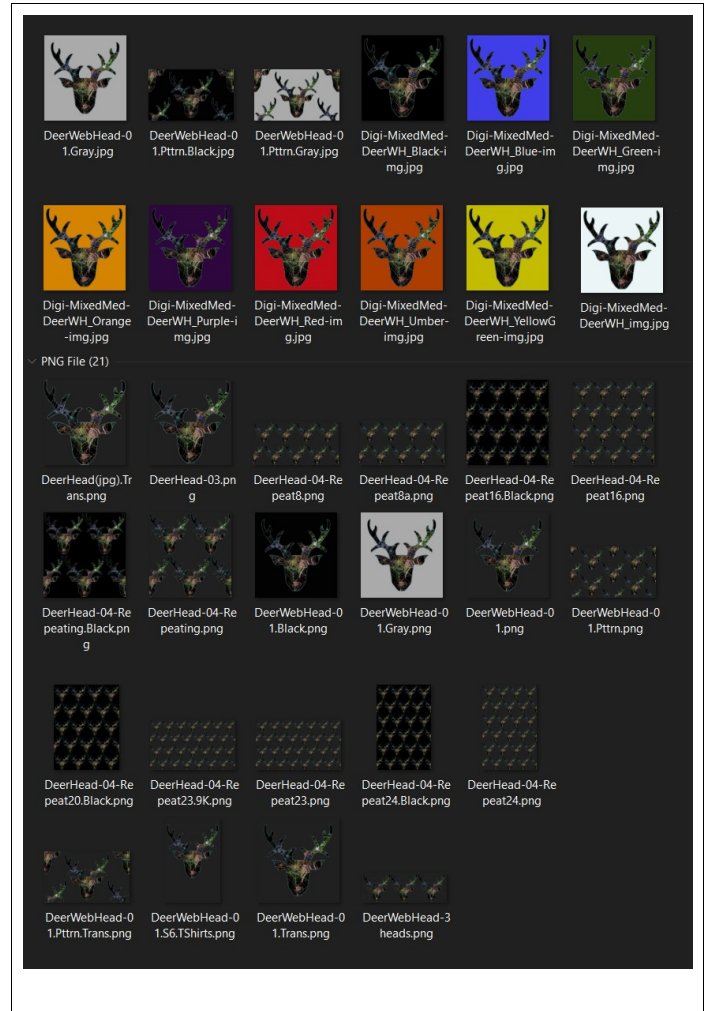 DeerWebHead-0 DeerWebHead-0 DeerWebHead-0 Digi-MixedMed- Digi-MixedMed- Digi-MixedMed-
1.Gray.jpg 1.Pttrn.Black.jpg 1.Pttrn.Gray.jpg DeerWH_Black-i DeerWH_Blue-im DeerWH_Green-i
mg.jpg g.jpg mg.jpg
Digi-MixedMed- Digi-MixedMed- Digi-MixedMed- Digi-MixedMed- Digi-MixedMed- Digi-MixedMed-
DeerWH_Orange DeerWH_Purple-i DeerWH_Red-im DeerWH_Umber- DeerWH_YellowG DeerWH_img.jpg
-img.jpg mg.jpg g.jpg img.jpg reen-img.jpg
PNG File (21)
DeerHead(jpg).Tr DeerHead-03.pn DeerHead-04-Re DeerHead-04-Re DeerHead-04-Re DeerHead-04-Re
ans.png g peat8.png peat8a.png peat16.Black.png peat16.png
DeerHead-04-Re DeerHead-04-Re DeerWebHead-0 DeerWebHead-0 DeerWebHead-0 DeerWebHead-0
peating.Black.pn peating.png 1.Black.png 1.Gray.png 1.png 1.Pttrn.png
g
DeerHead-04-Re DeerHead-04-Re DeerHead-04-Re DeerHead-04-Re DeerHead-04-Re
peat20.Black.png peat23.9K.png peat23.png peat24.Black.png peat24.png
DeerWebHead-0 DeerWebHead-0 DeerWebHead-0 DeerWebHead-3
1.Pttrn.Trans.png 1.S6.TShirts.png 1.Trans.png heads.png